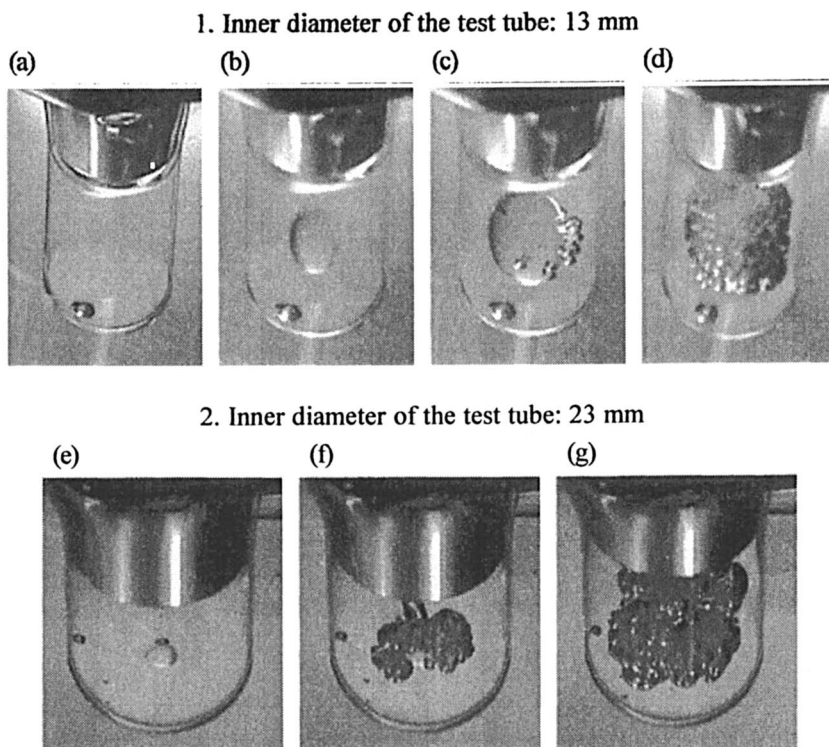 1. Inner diameter of the test tube: 13 mm
(a) (b) (c) (d)
2. Inner diameter of the test tube: 23 mm
(e) (f) (g)